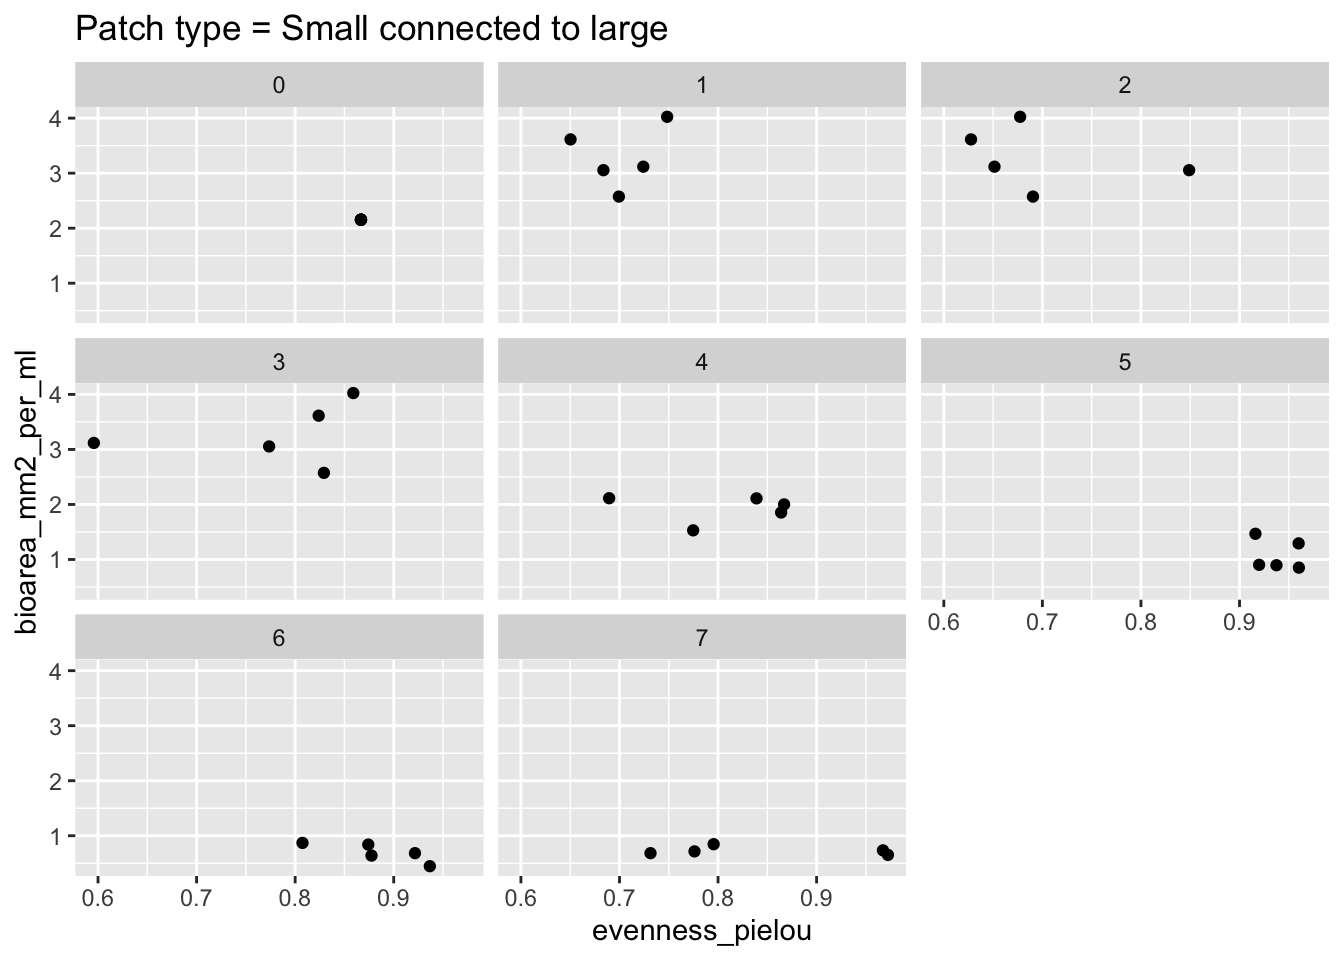 Patch type = Small connected to large
0 1 2
4
3
2
1
3 4 5
4
3
2
1
0.6 0.7 0.8 0.9
6 7
4
3
2
1
0.6 0.7 0.8 0.9 0.6 0.7 0.8 0.9
evenness_pielou
bioarea_mm2_per_ml